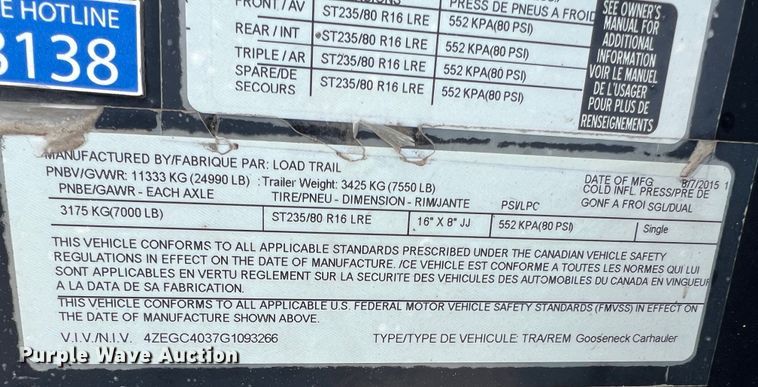 E HOTLINE
3138
FRONT/AV ST235/80 R16 LRE 552 KPA(80 PSI)
PRESS DE PNEUS A FROID
REAR / INT ST235/80 R16 LRE 552 KPA(80 PSI)
TRIPLE / AR ST235/80 R16 LRE 552 KPA(80 PSI)
SPARE/DE SECOURS ST235/80 R16 LRE 552 KPA(80 PSI)
SEE OWNER'S
MANUAL FOR
ADDITIONAL
INFORMATION
VOIR LE MANUEL
DE L'USAGER
POUR PLUS DE
RENSEIGNEMENTS
MANUFACTURED BY/FABRIQUE PAR: LOAD TRAIL DATE OF MFG 8/7/2015 1
PNBV/GVWR: 11333 KG (24990 LB) :Trailer Weight: 3425 KG (7550 LB) COLD INFL PRESS/PRE DE
PNBE/GAWR - EACH AXLE TIRE/PNEU - DIMENSION - RIM/JANTE PSI/LPC GONF A FROI SGL/DUAL
3175 KG(7000 LB) ST235/80 R16 LRE 16" X 8" JJ 552 KPA(80 PSI) Single
THIS VEHICLE CONFORMS TO ALL APPLICABLE STANDARDS PRESCRIBED UNDER THE CANADIAN VEHICLE SAFETY
REGULATIONS IN EFFECT ON THE DATE OF MANUFACTURE. /CE VEHICULE EST CONFORME A TOUTES LES NORMES QUI LUI
SONT APPLICABLES EN VERTU REGLEMENT SUR LA SECURITE DES VEHICULES DES AUTOMOBILES DU CANADA EN VINGUEUR
A LA DATA DE SA FABRICATION.
THIS VEHICLE CONFORMS TO ALL APPLICABLE U.S. FEDERAL MOTOR VEHICLE SAFETY STANDARDS (FMVSS) IN EFFECT ON
THE DATE OF MANUFACTURE SHOWN ABOVE.
V.I.V./N.I.V. 4ZEGC4037G1093266 TYPE/TYPE DE VEHICULE: TRA/REM Gooseneck Carhauler
Purple Wave Auction